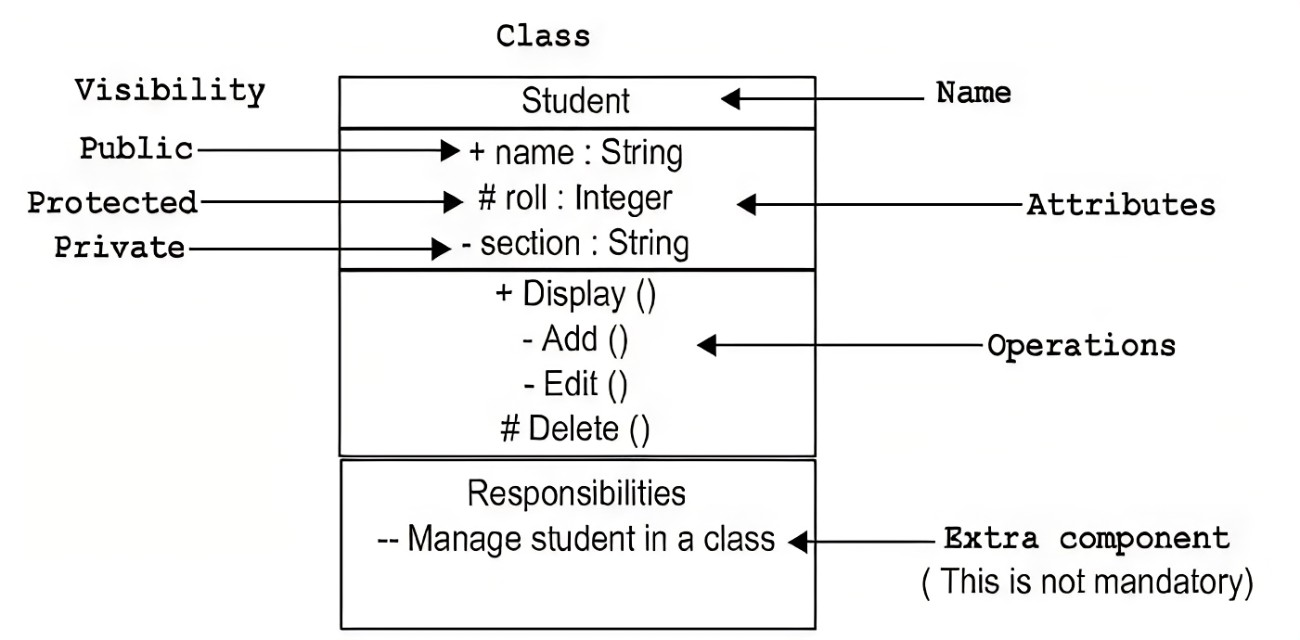 Class
Visibility
Student
Name
Public
+ name : String
Protected
# roll : Integer
Attributes
Private
- section : String
+ Display ()
- Add ()
Operations
- Edit ()
# Delete ()
Responsibilities
-- Manage student in a class
Extra component
( This is not mandatory)